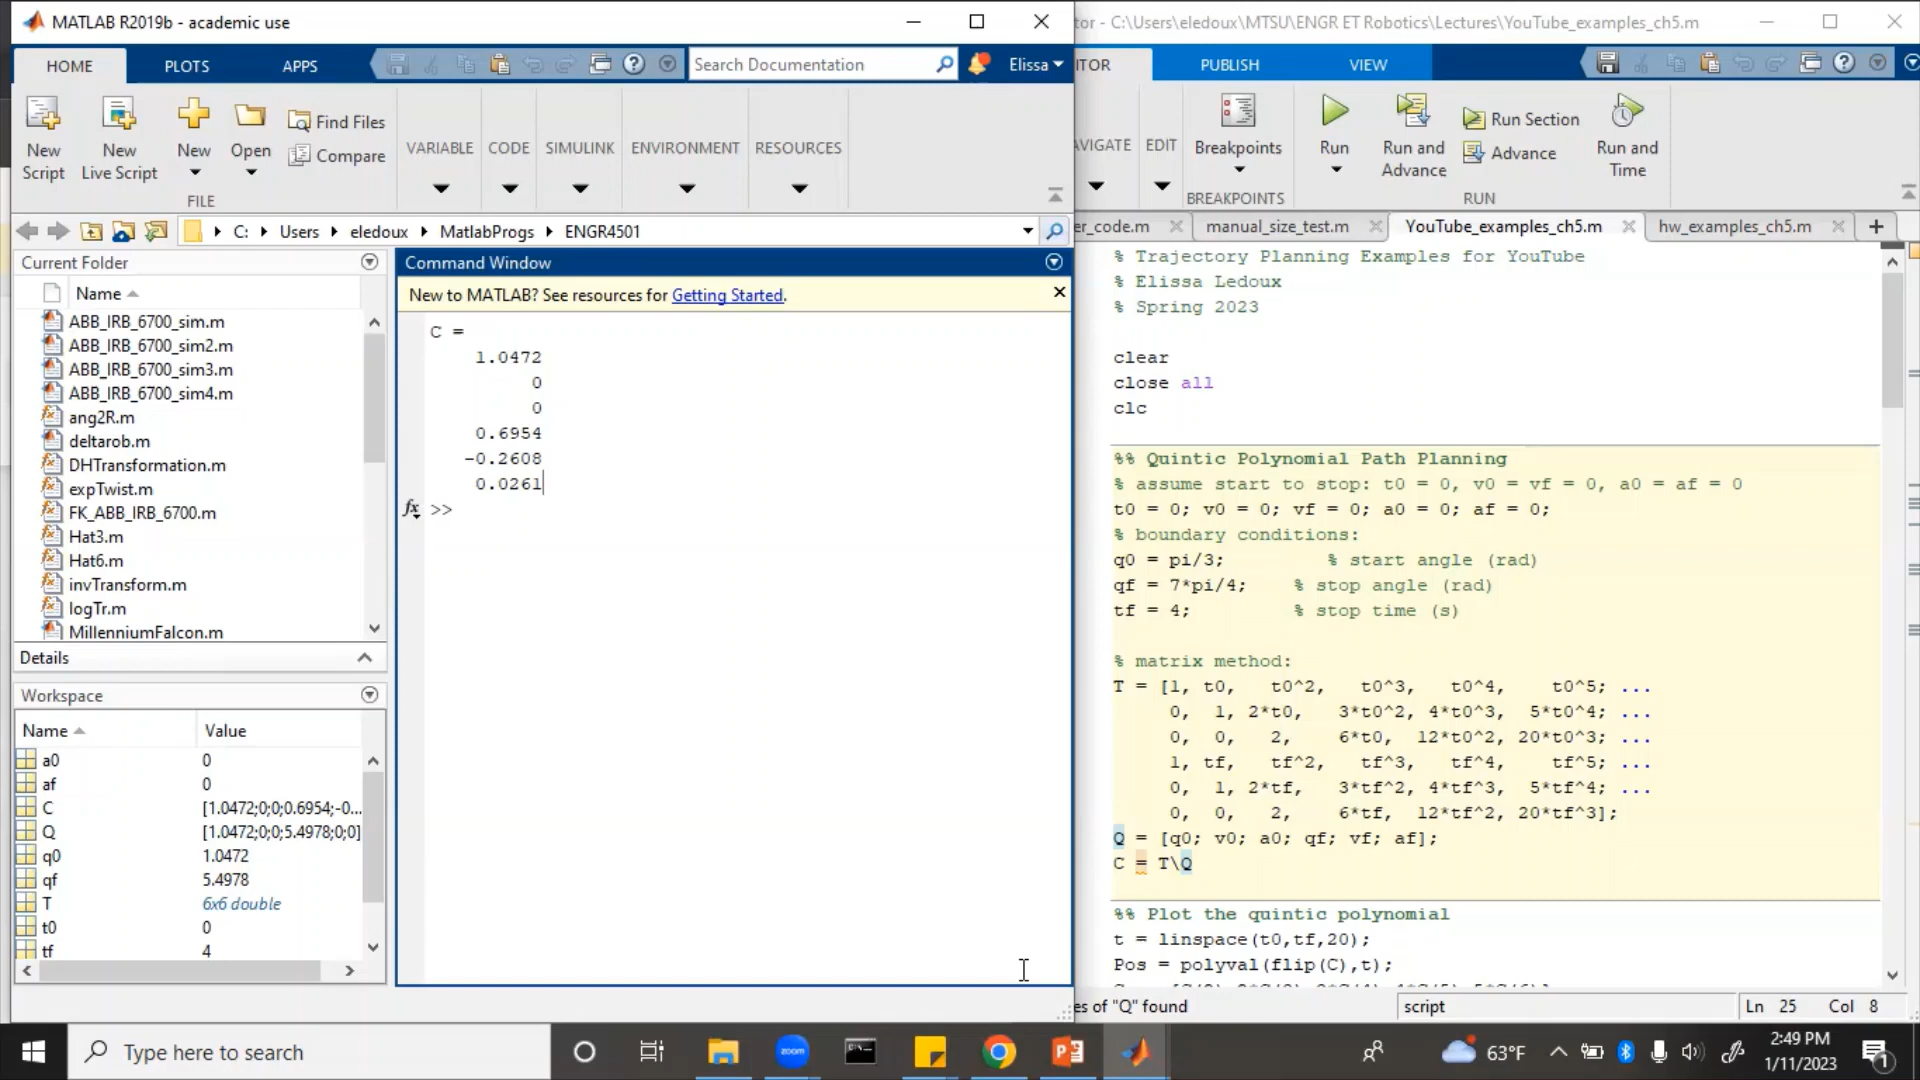 MATLAB R2019b - academic use
HOME
PLOTS
APPS
Search Documentation
Elissa
New Script
New Live Script
New
Open
Find Files
Compare
FILE
VARIABLE
CODE
SIMULINK
ENVIRONMENT
RESOURCES
C:
Users
eledoux
MatlabProgs
ENGR4501
Current Folder
Name
ABB_IRB_6700_sim.m
ABB_IRB_6700_sim2.m
ABB_IRB_6700_sim3.m
ABB_IRB_6700_sim4.m
ang2R.m
deltarob.m
DHTransformation.m
expTwist.m
FK_ABB_IRB_6700.m
Hat3.m
Hat6.m
invTransform.m
logTr.m
MillenniumFalcon.m
Details
Workspace
Name Value
a0 0
af 0
C [1.0472;0;0;0.6954;-0...
Q [1.0472;0;0;5.4978;0;0]
q0 1.0472
qf 5.4978
T 6x6 double
t0 0
tf 4
Command Window
New to MATLAB? See resources for Getting Started.
C =
1.0472
0
0
0.6954
-0.2608
0.0261
fx >>
tor - C:\Users\eledoux\MTSU\ENGR ET Robotics\Lectures\YouTube_examples_ch5.m
ITOR
PUBLISH
VIEW
AVIGATE
EDIT
Breakpoints
BREAKPOINTS
Run
Run and Advance
Run Section
Advance
Run and Time
RUN
er_code.m
manual_size_test.m
YouTube_examples_ch5.m
hw_examples_ch5.m
% Trajectory Planning Examples for YouTube
% Elissa Ledoux
% Spring 2023
clear
close all
clc
%% Quintic Polynomial Path Planning
% assume start to stop: t0 = 0, v0 = vf = 0, a0 = af = 0
t0 = 0; v0 = 0; vf = 0; a0 = 0; af = 0;
% boundary conditions:
q0 = pi/3; % start angle (rad)
qf = 7*pi/4; % stop angle (rad)
tf = 4; % stop time (s)
% matrix method:
T = [1, t0, t0^2, t0^3, t0^4, t0^5; ...
0, 1, 2*t0, 3*t0^2, 4*t0^3, 5*t0^4; ...
0, 0, 2, 6*t0, 12*t0^2, 20*t0^3; ...
1, tf, tf^2, tf^3, tf^4, tf^5; ...
0, 1, 2*tf, 3*tf^2, 4*tf^3, 5*tf^4; ...
0, 0, 2, 6*tf, 12*tf^2, 20*tf^3];
Q = [q0; v0; a0; qf; vf; af];
C = T\Q
%% Plot the quintic polynomial
t = linspace(t0,tf,20);
Pos = polyval(flip(C),t);
es of "Q" found
script
Ln 25 Col 8
Type here to search
zoom
63°F
2:49 PM
1/11/2023
1